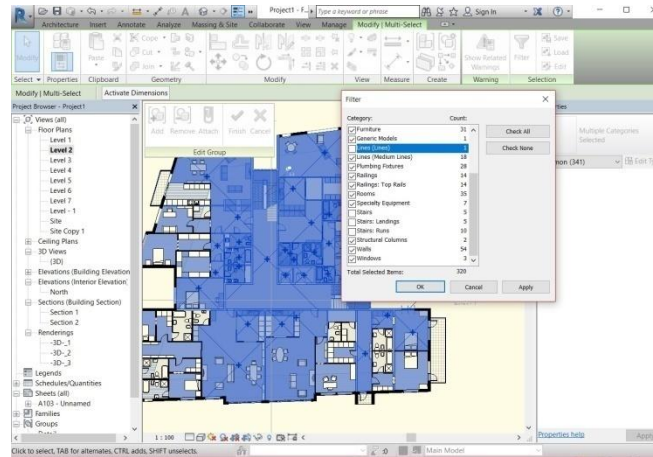 Project1 - F... Type a keyword or phrase Sign In
Architecture Insert Annotate Analyze Massing & Site Collaborate View Manage Modify | Multi-Select
Modify Paste Cope Cut Join Show Related Warnings Filter Save Load Edit
Select Properties Clipboard Geometry Modify View Measure Create Warning Selection
Modify | Multi-Select Activate Dimensions
Project Browser - Project1
Views (all)
Floor Plans
Level 1
Level 2
Level 3
Level 4
Level 5
Level 6
Level 7
Level - 1
Site
Site Copy 1
Ceiling Plans
3D Views
(3D)
Elevations (Building Elevation
Elevations (Interior Elevation)
North
Sections (Building Section)
Section 1
Section 2
Renderings
-3D-_1
-3D-_2
-3D-_3
Legends
Schedules/Quantities
Sheets (all)
A103 - Unnamed
Families
Groups
Detail
Add Remove Attach Finish Cancel
Edit Group
Filter
Category: Count:
Furniture 31
Generic Models 1
Lines (Lines) 1
Lines (Medium Lines) 18
Plumbing Fixtures 28
Railings 14
Railings: Top Rails 14
Rooms 35
Specialty Equipment 7
Stairs 5
Stairs: Landings 5
Stairs: Runs 10
Structural Columns 2
Walls 54
Windows 3
Total Selected Items: 320
Check All
Check None
OK Cancel Apply
ties
Multiple Categories Selected
mon (341) Edit T
1 : 100
Properties help Apply
Click to select, TAB for alternates, CTRL adds, SHIFT unselects. :0 Main Model